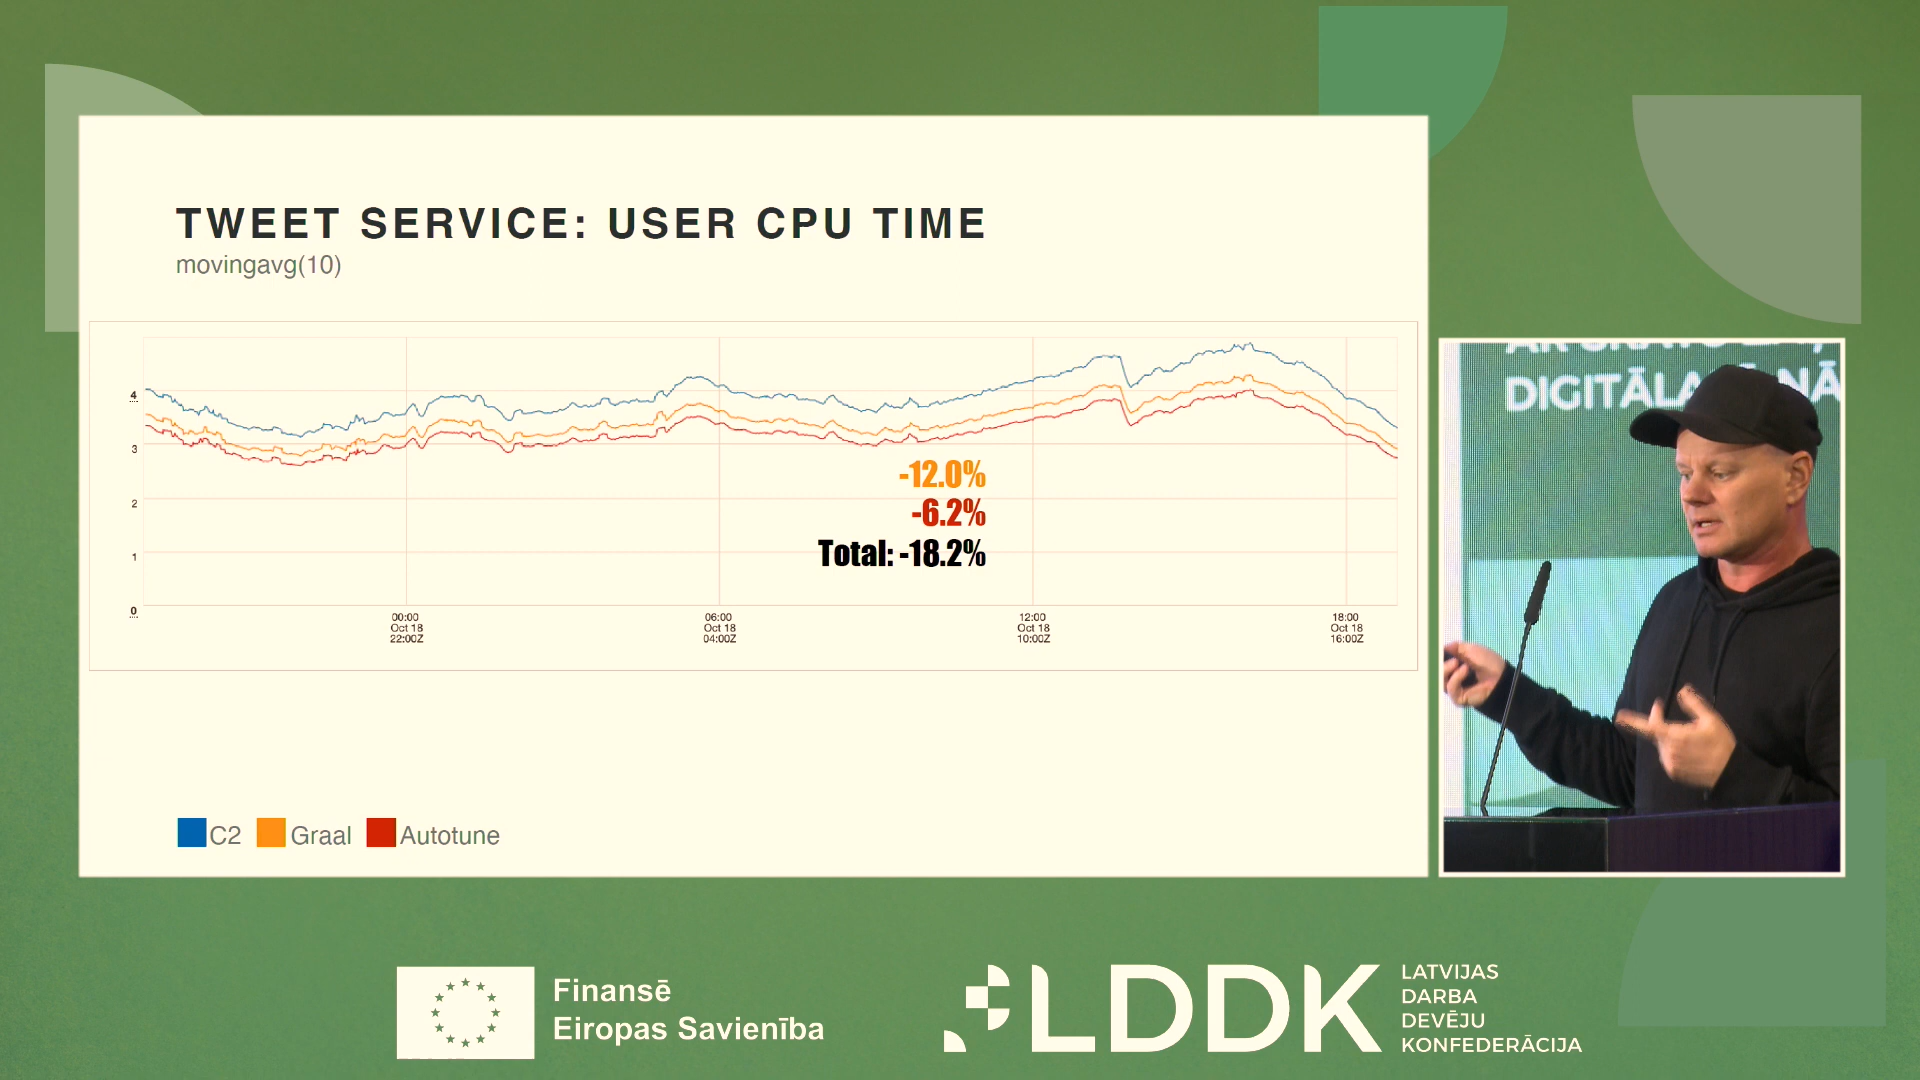 TWEET SERVICE: USER CPU TIME
movingavg(10)
4
3
2
1
0
-12.0%
-6.2%
Total: -18.2%
00:00
Oct 18
22:00Z
06:00
Oct 18
04:00Z
12:00
Oct 18
10:00Z
18:00
Oct 18
16:00Z
C2
Graal
Autotune
Finansē
Eiropas Savienība
LDDK
LATVIJAS
DARBA
DEVĒJU
KONFEDERĀCIJA